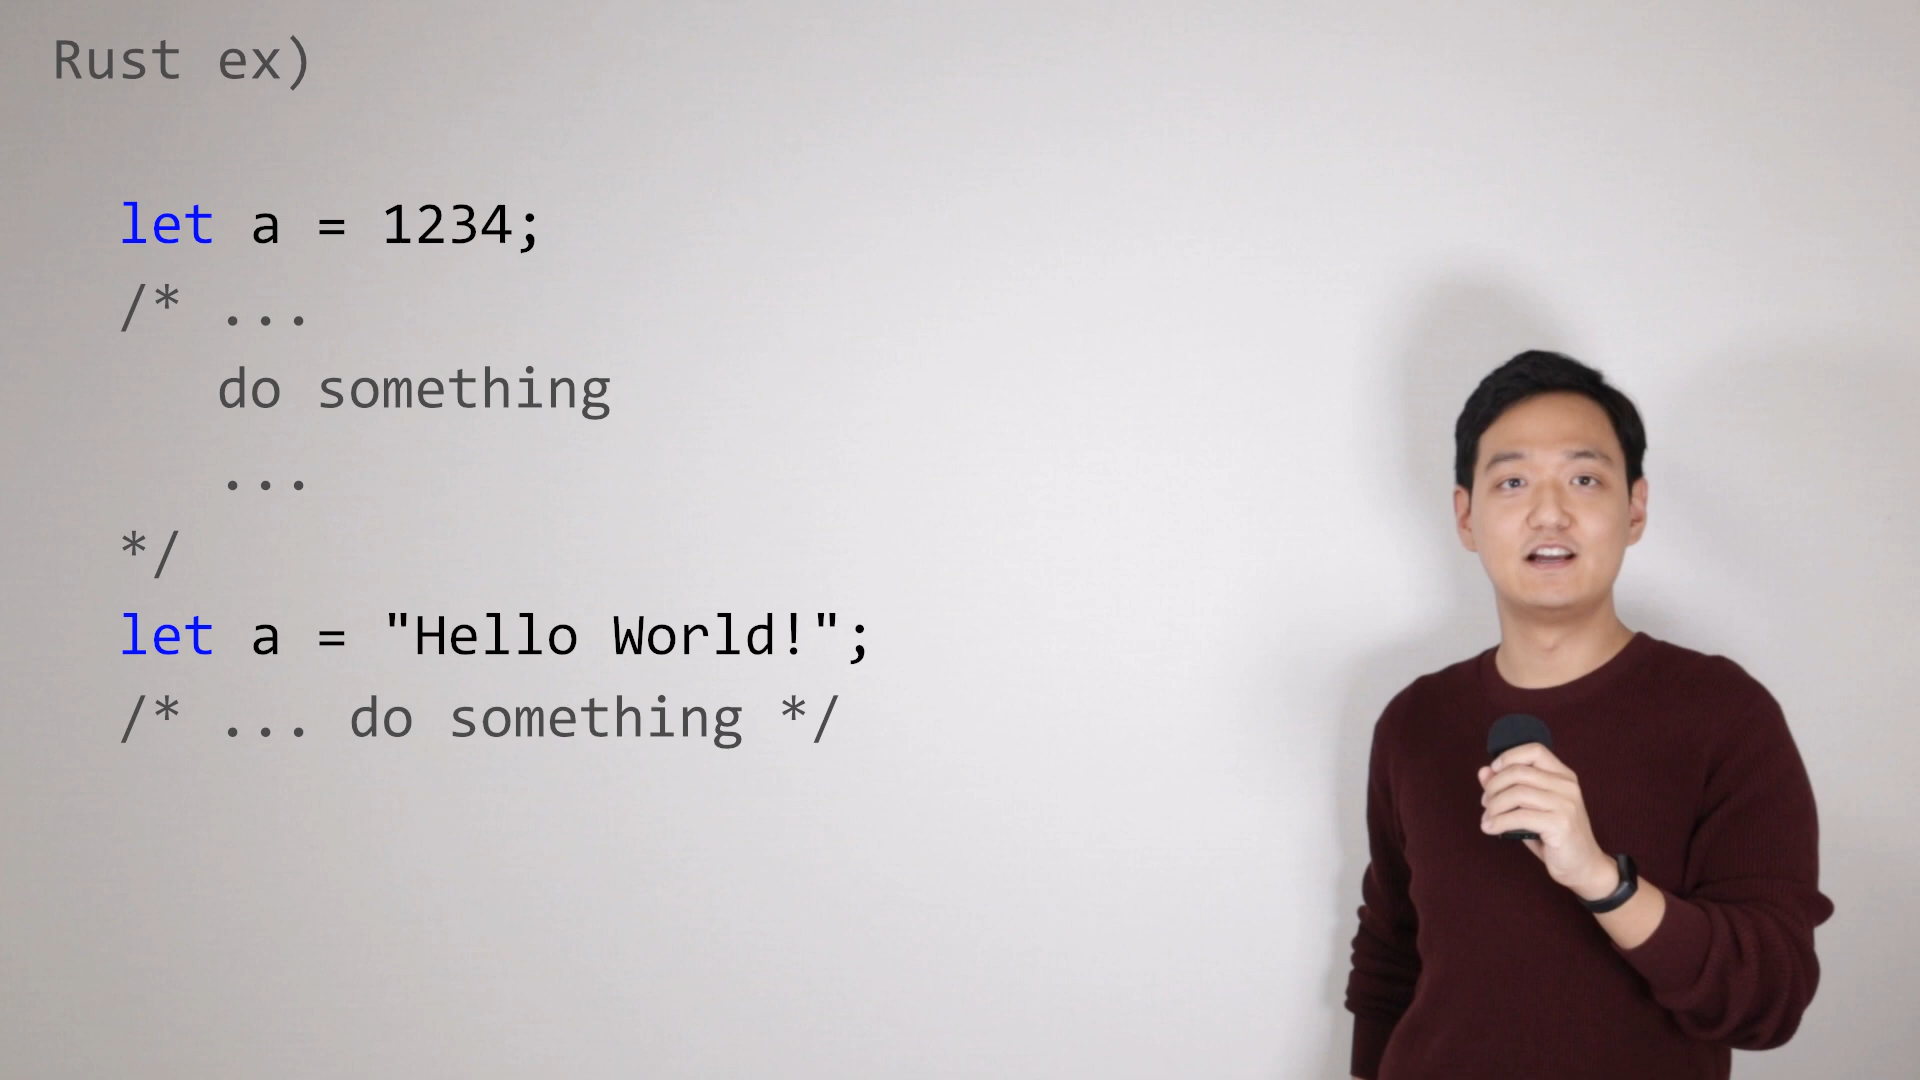 Rust ex)
let a = 1234;
/* ...
do something
...
*/
let a = "Hello World!";
/* ... do something */